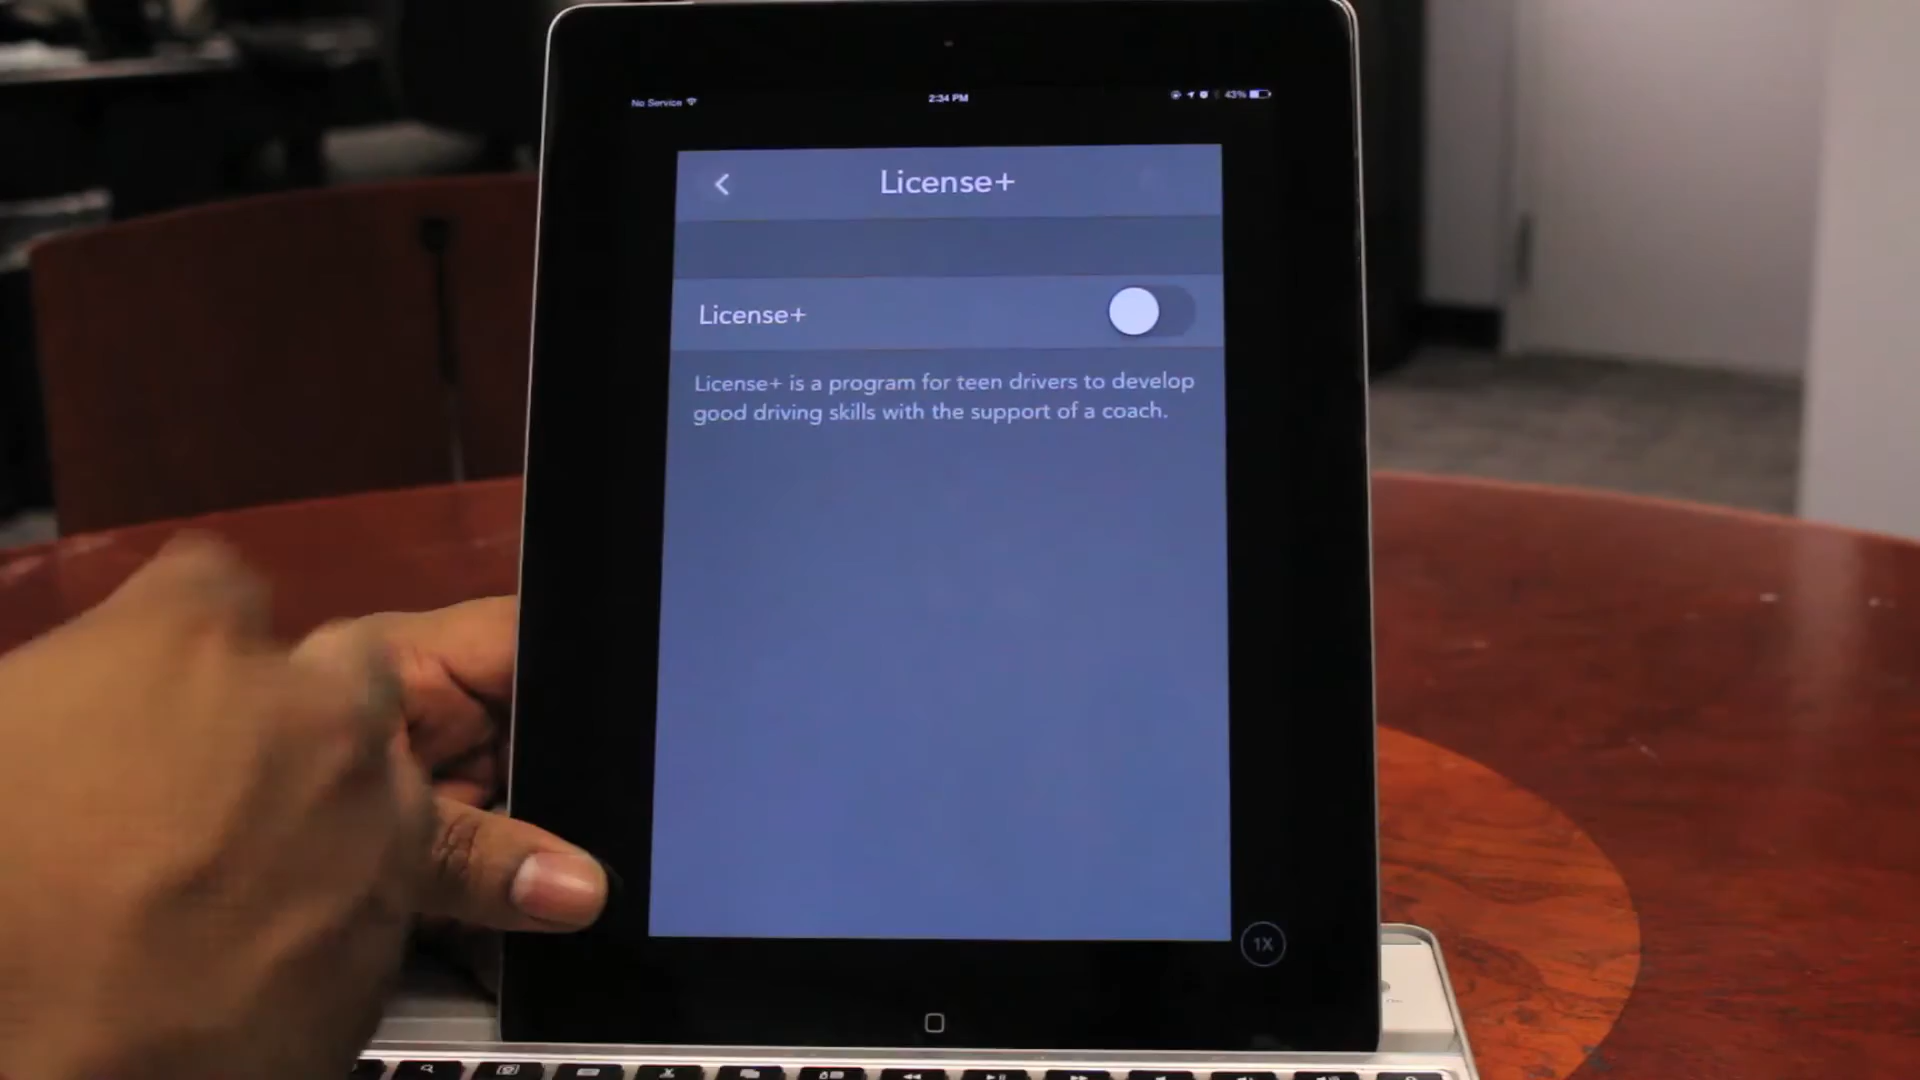 No Service
2:34 PM
43%
License+
License+
License+ is a program for teen drivers to develop
good driving skills with the support of a coach.
1X